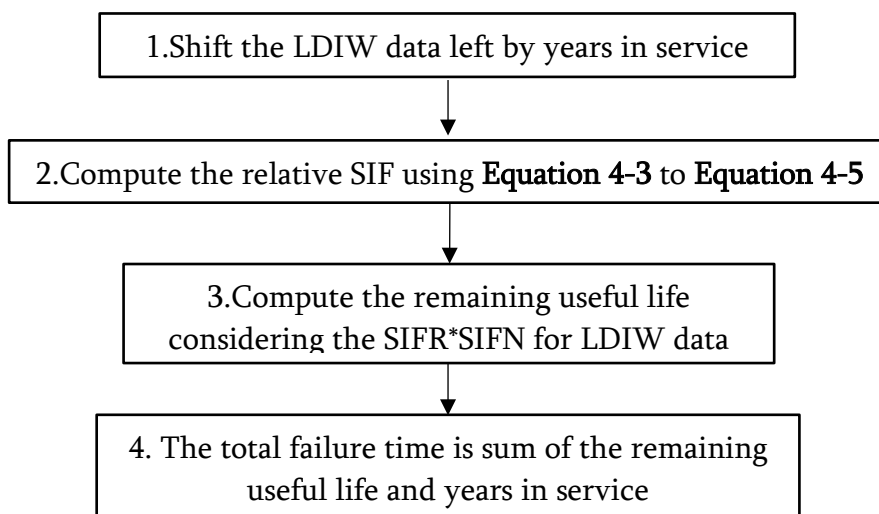 1.Shift the LDIW data left by years in service
2.Compute the relative SIF using Equation 4-3 to Equation 4-5
3.Compute the remaining useful life
considering the SIFR*SIFN for LDIW data
4. The total failure time is sum of the remaining
useful life and years in service